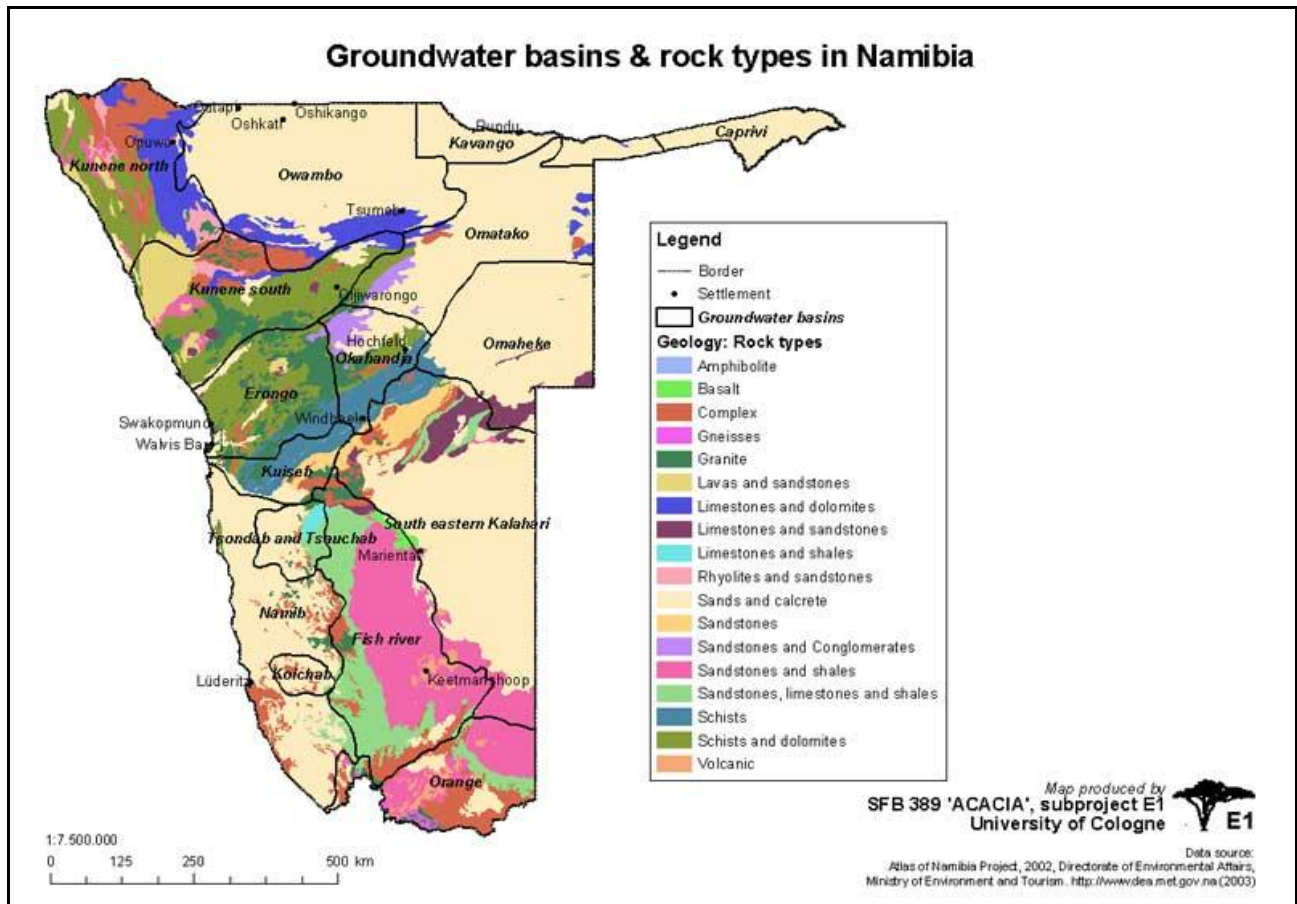 Groundwater basins & rock types in Namibia
Outapi
Oshikango
Oshkati
Rundu
Caprivi
Opuwo
Kavango
Kunene north
Owambo
Tsumeb
Omatako
Kunene south
Otjiwarongo
Hochfeld
Okahandja
Omaheke
Erongo
Swakopmund
Windhoek
Walvis Bay
Kuiseb
South eastern Kalahari
Tsondab and Tsauchab
Mariental
Namib
Fish river
Lüderitz
Koichab
Keetmanshoop
Orange
Legend
Border
Settlement
Groundwater basins
Geology: Rock types
Amphibolite
Basalt
Complex
Gneisses
Granite
Lavas and sandstones
Limestones and dolomites
Limestones and sandstones
Limestones and shales
Rhyolites and sandstones
Sands and calcrete
Sandstones
Sandstones and Conglomerates
Sandstones and shales
Sandstones, limestones and shales
Schists
Schists and dolomites
Volcanic
1:7.500.000
0 125 250 500 km
Map produced by
SFB 389 'ACACIA', subproject E1
University of Cologne
E1
Data source:
Atlas of Namibia Project, 2002, Directorate of Environmental Affairs,
Ministry of Environment and Tourism. http://www.dea.met.gov.na (2003)